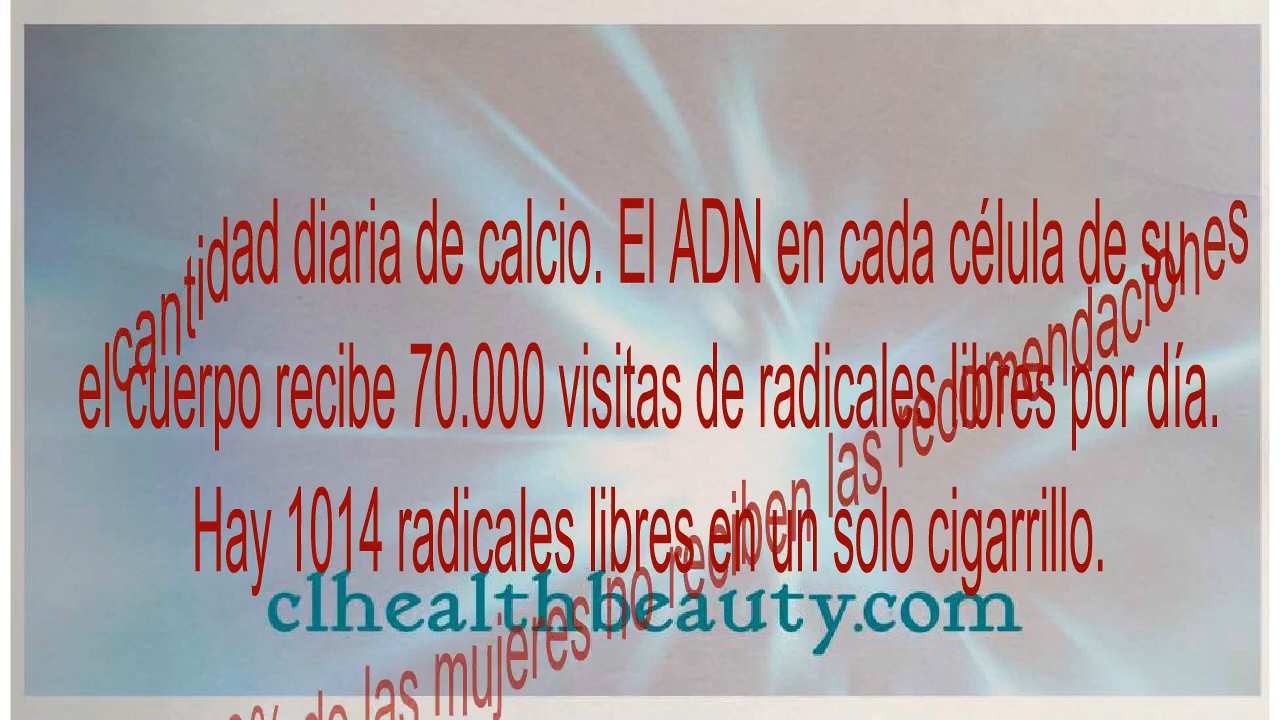 cantidad diaria de calcio. El ADN en cada célula de su
el cuerpo recibe 70.000 visitas de radicales libres por día.
Hay 1014 radicales libres en un solo cigarrillo.
de las mujeres no reciben las recomendaciones
clhealthbeauty.com